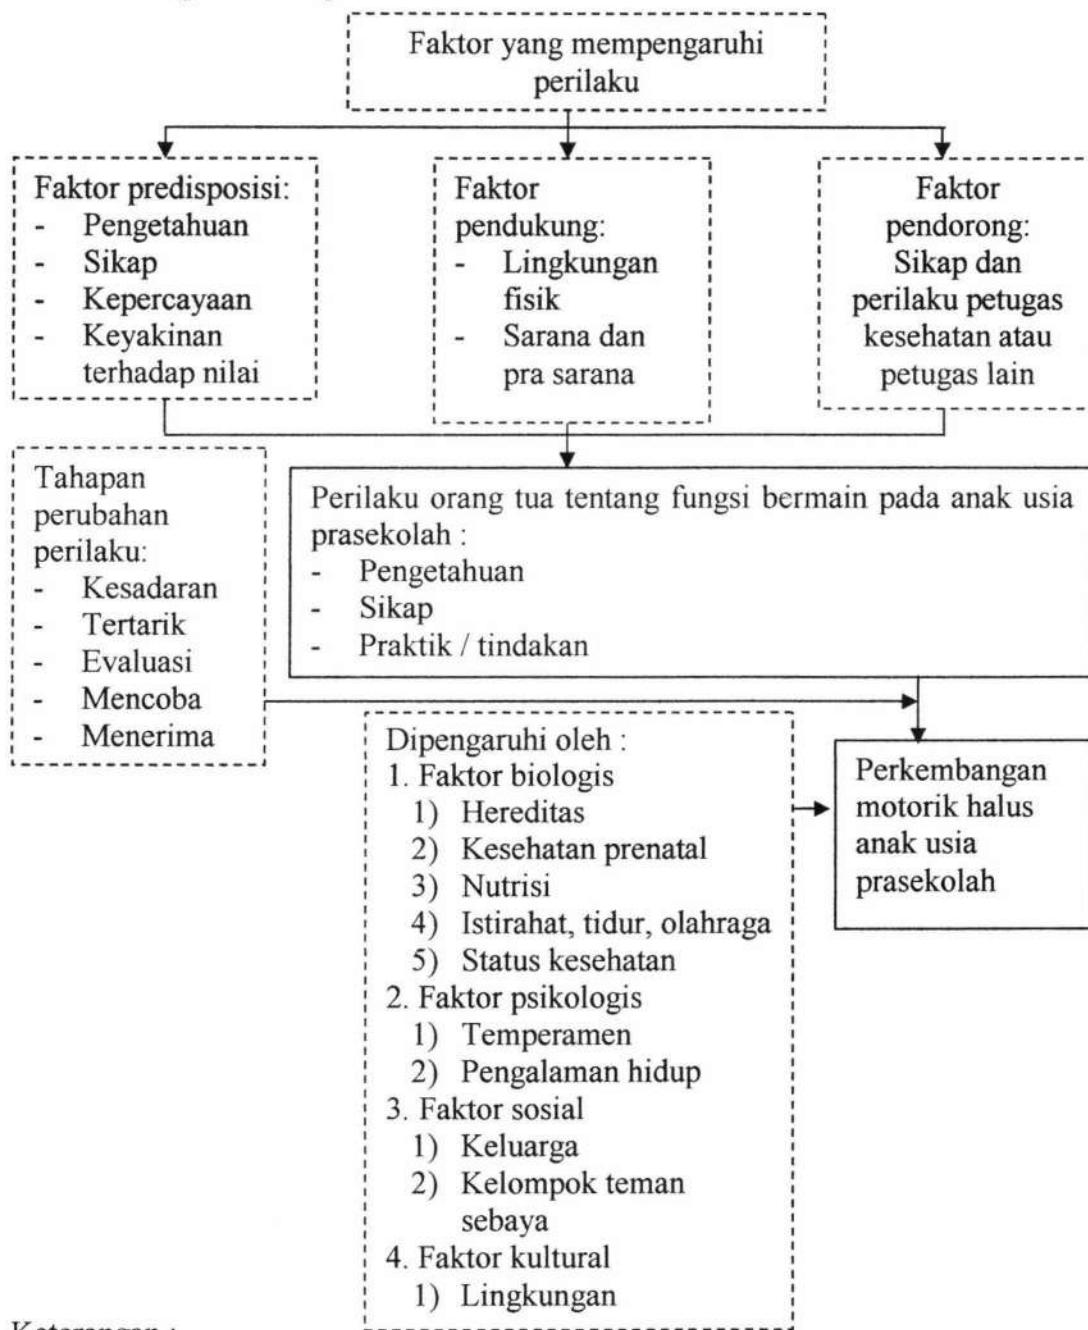 Faktor yang mempengaruhi
perilaku
Faktor predisposisi:
- Pengetahuan
- Sikap
- Kepercayaan
- Keyakinan
terhadap nilai
Faktor
pendukung:
- Lingkungan
fisik
- Sarana dan
pra sarana
Faktor
pendorong:
Sikap dan
perilaku petugas
kesehatan atau
petugas lain
Tahapan
perubahan
perilaku:
- Kesadaran
- Tertarik
- Evaluasi
- Mencoba
- Menerima
Perilaku orang tua tentang fungsi bermain pada anak usia
prasekolah :
- Pengetahuan
- Sikap
- Praktik / tindakan
Dipengaruhi oleh :
1. Faktor biologis
1) Hereditas
2) Kesehatan prenatal
3) Nutrisi
4) Istirahat, tidur, olahraga
5) Status kesehatan
2. Faktor psikologis
1) Temperamen
2) Pengalaman hidup
3. Faktor sosial
1) Keluarga
2) Kelompok teman
sebaya
4. Faktor kultural
1) Lingkungan
Perkembangan
motorik halus
anak usia
prasekolah